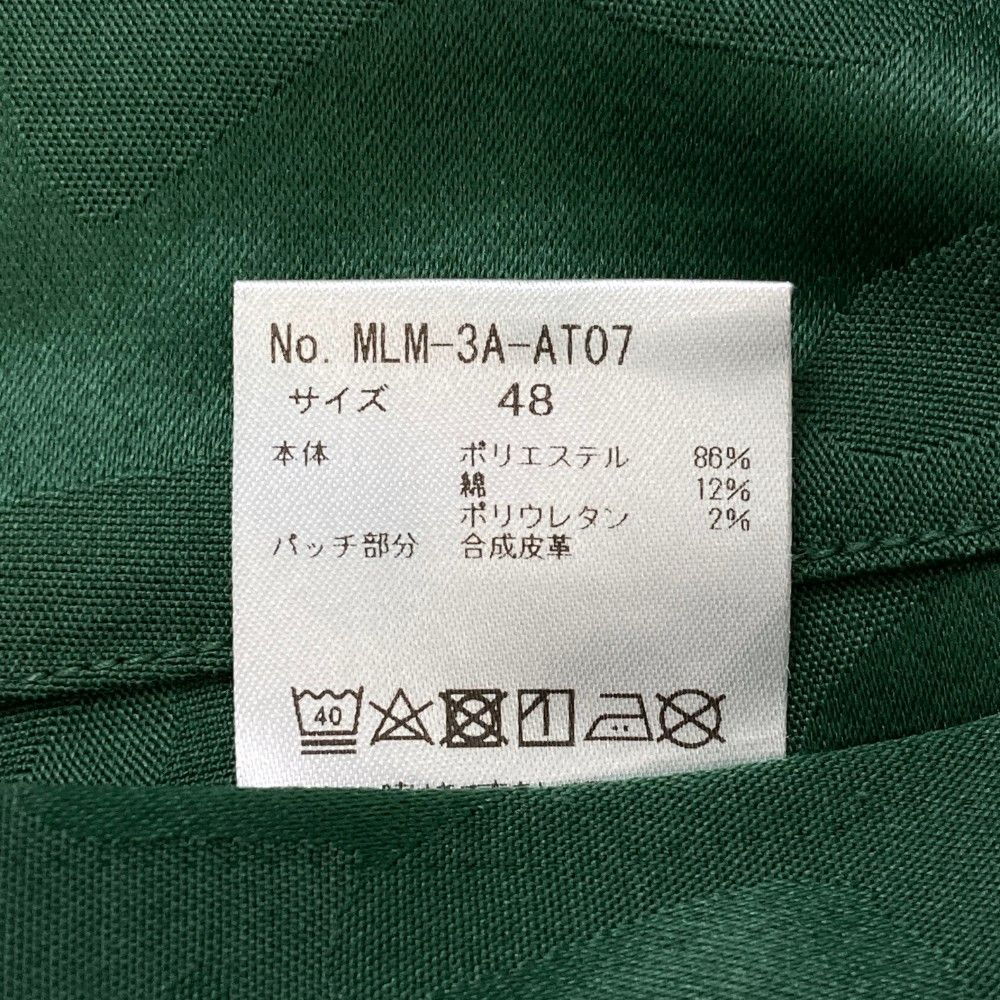 No. MLM-3A-AT07
サイズ 48
本体 ポリエステル 86%
綿 12%
ポリウレタン 2%
パッチ部分 合成皮革
40